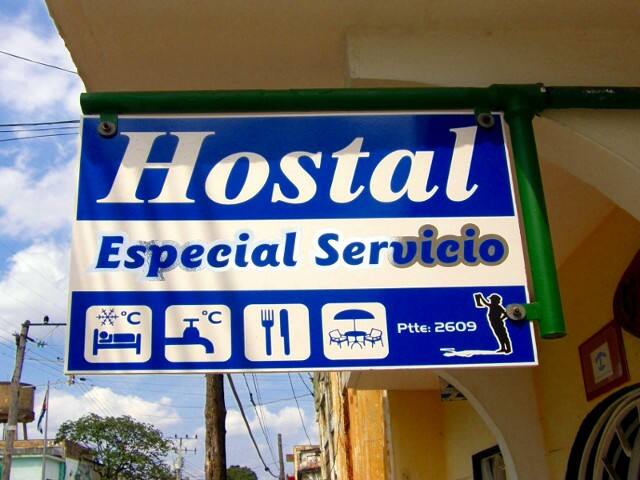 Hostal
Especial Servicio
°C
°C
Ptte: 2609